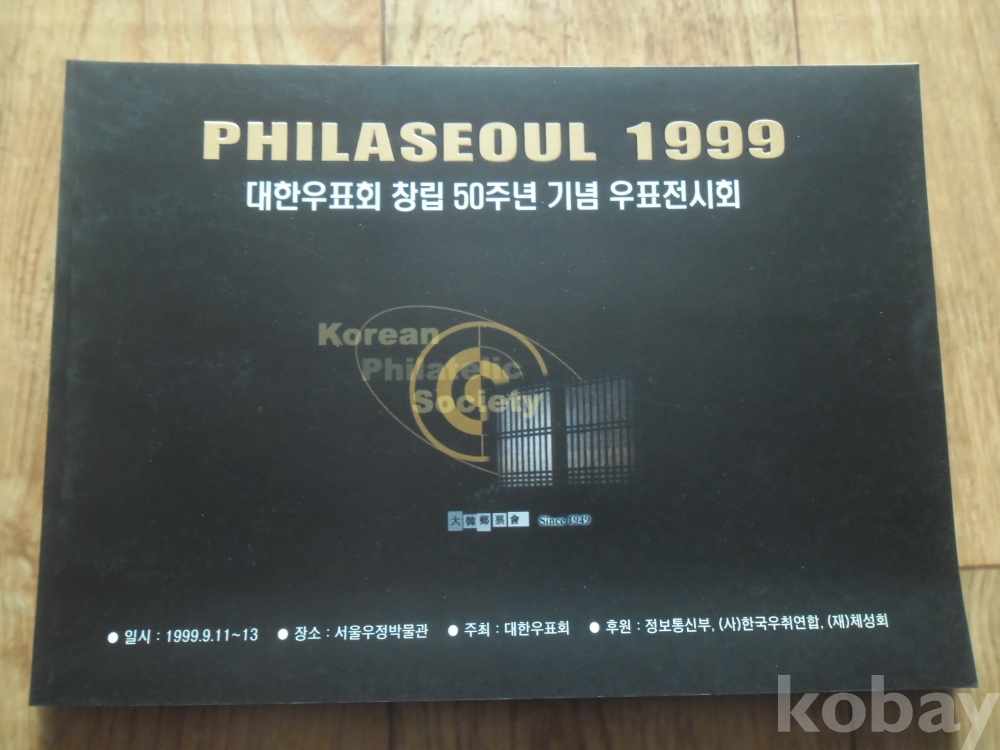 PHILASEOUL 1999
대한우표회 창립 50주년 기념 우표전시회
Korean
Philatelic
Society
大韓郵票會 Since 1949
● 일시 : 1999.9.11~13 ● 장소 : 서울우정박물관 ● 주최 : 대한우표회 ● 후원 : 정보통신부, (사)한국우취연합, (재)체성회
kobay